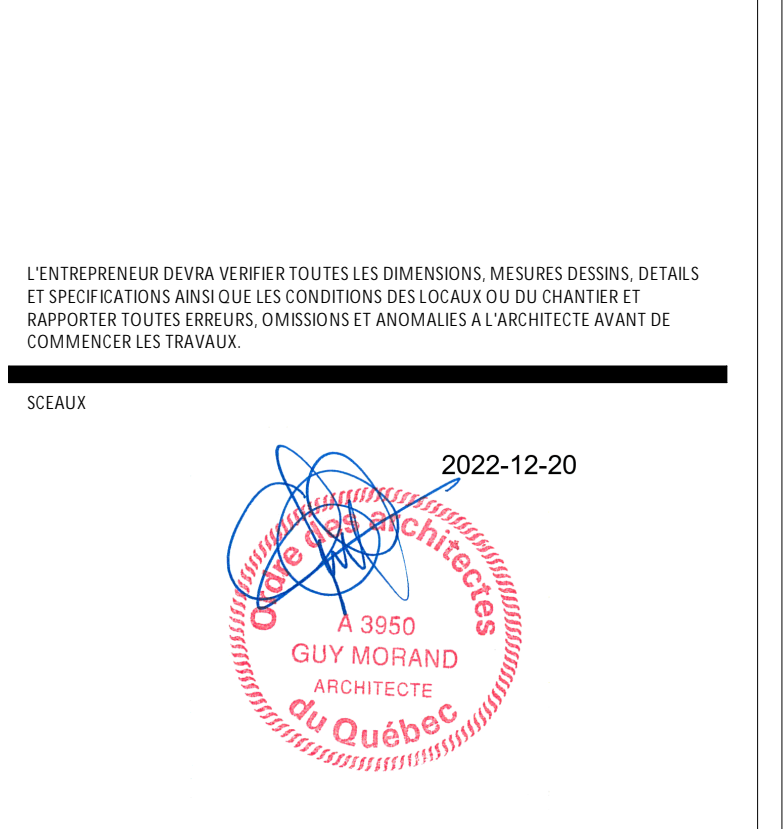 L'ENTREPRENEUR DEVRA VERIFIER TOUTES LES DIMENSIONS, MESURES DESSINS, DETAILS
ET SPECIFICATIONS AINSI QUE LES CONDITIONS DES LOCAUX OU DU CHANTIER ET
RAPPORTER TOUTES ERREURS, OMISSIONS ET ANOMALIES A L'ARCHITECTE AVANT DE
COMMENCER LES TRAVAUX.
SCEAUX
2022-12-20
Ordre des architectes
A 3950
GUY MORAND
ARCHITECTE
du Québec